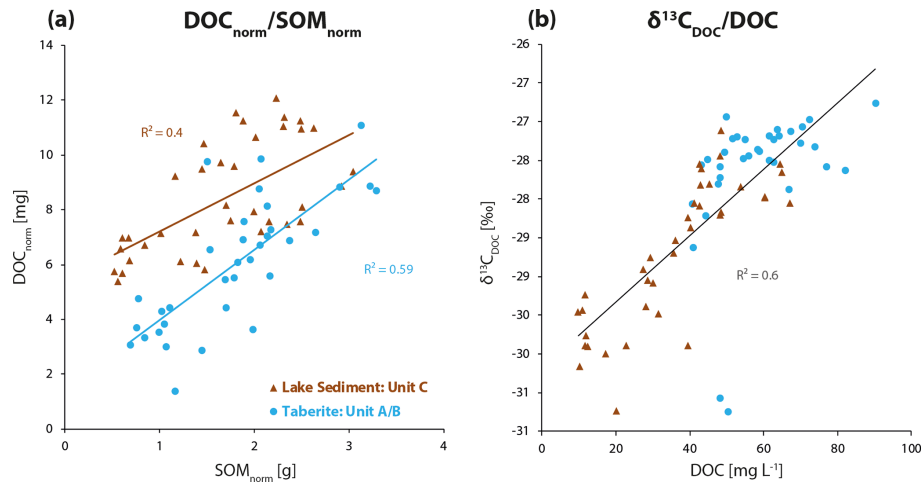 (a) DOCnorm/SOMnorm
14
12
10
8
6
4
2
0
0 1 2 3 4
DOCnorm [mg]
SOMnorm [g]
R² = 0.4
R² = 0.59
Lake Sediment: Unit C
Taberite: Unit A/B
(b) δ¹³CDOC/DOC
-26
-27
-28
-28
-29
-29
-30
-30
-31
-31
0 20 40 60 80 100
δ¹³CDOC [‰]
DOC [mg L⁻¹]
R² = 0.6